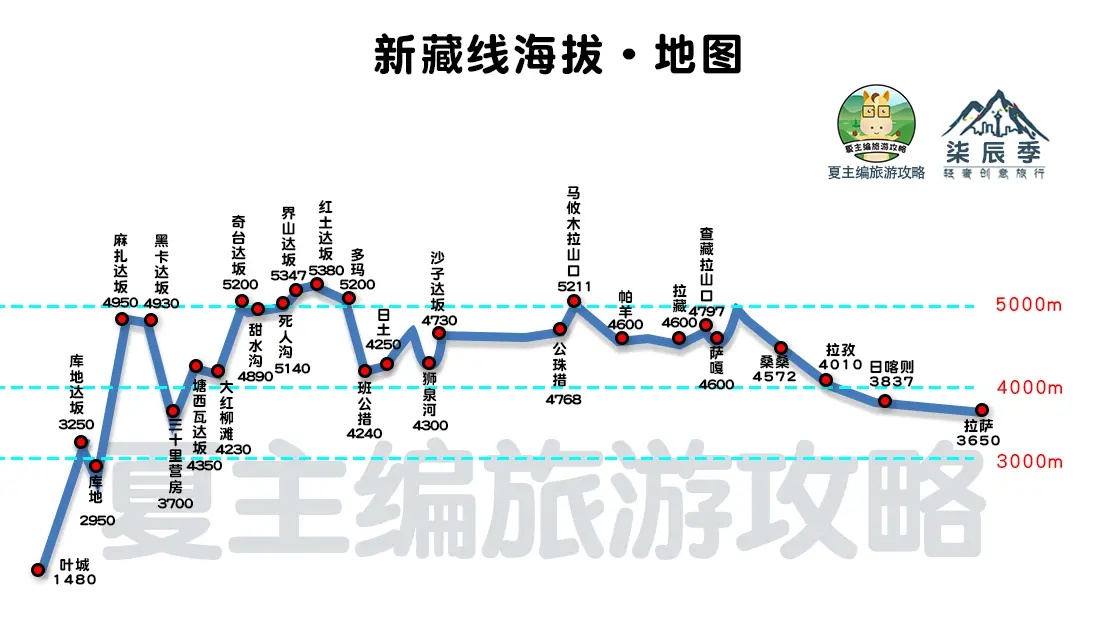 新藏线海拔·地图
夏主编旅游攻略
夏主编旅游攻略
柒辰季
轻奢创意旅行
5000m
4000m
3000m
叶城
1480
库地达坂
3250
库地
2950
麻扎达坂
4950
黑卡达坂
4930
三十里营房
3700
塘西瓦达坂
4350
大红柳滩
4230
奇台达坂
5200
甜水沟
4890
死人沟
5140
界山达坂
5347
红土达坂
5380
多玛
5200
班公措
4240
日土
4250
狮泉河
4300
沙子达坂
4730
公珠措
4768
马攸木拉山口
5211
帕羊
4600
拉藏
4600
查藏拉山口
4797
萨嘎
4600
桑桑
4572
拉孜
4010
日喀则
3837
拉萨
3650
夏主编旅游攻略